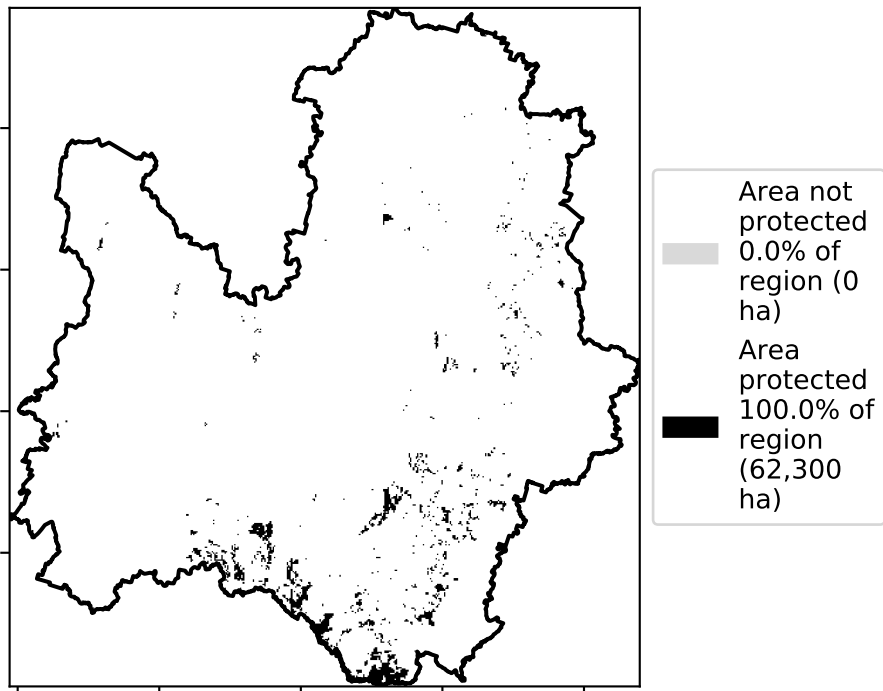 Area not
protected
0.0% of
region (0
ha)
Area
protected
100.0% of
region
(62,300
ha)